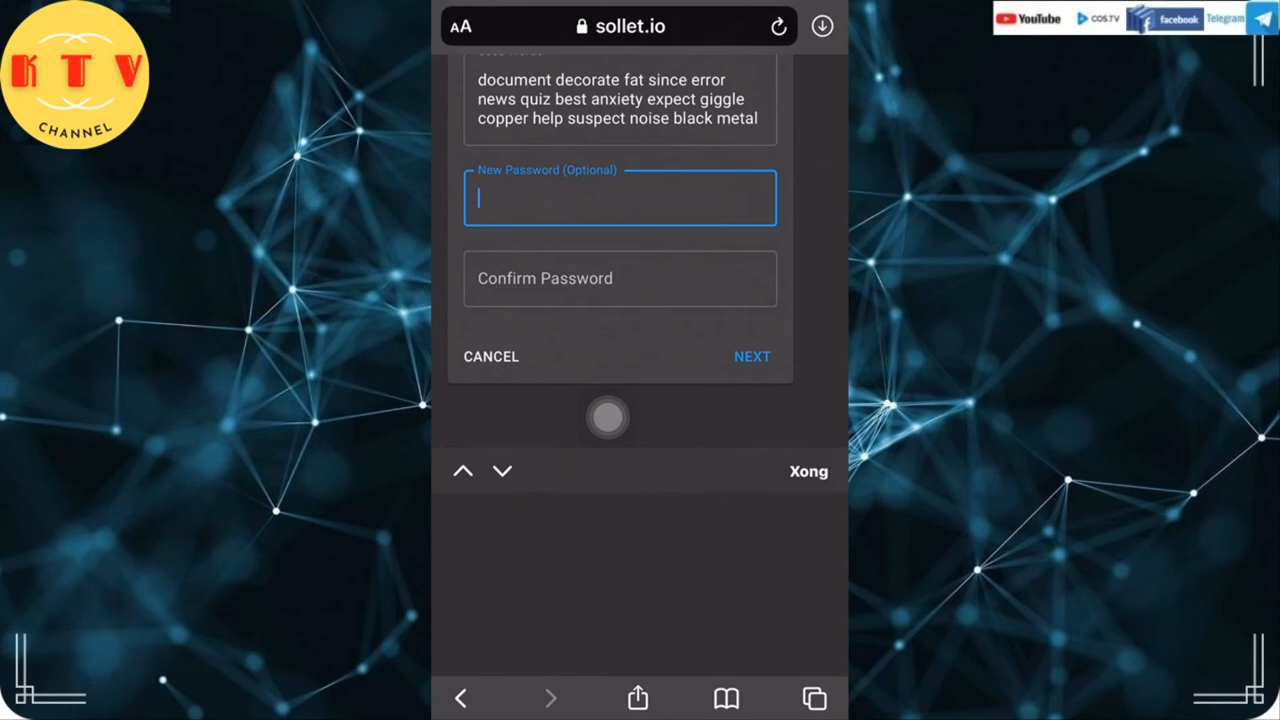 K T V
CHANNEL
AA sollet.io
YouTube COS.TV facebook Telegram
document decorate fat since error
news quiz best anxiety expect giggle
copper help suspect noise black metal
New Password (Optional)
Confirm Password
CANCEL NEXT
Xong